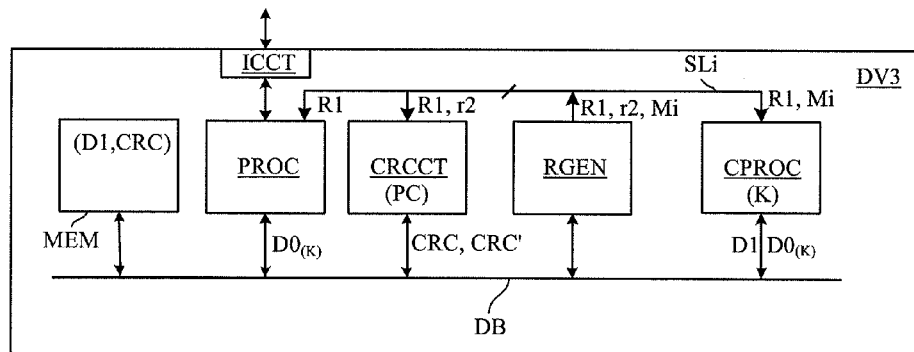 ICCT
SLi
DV3
R1
R1, r2
R1, r2, Mi
R1, Mi
(D1,CRC)
PROC
CRCCT
(PC)
RGEN
CPROC
(K)
MEM
D0(K)
CRC, CRC'
D1
D0(K)
DB